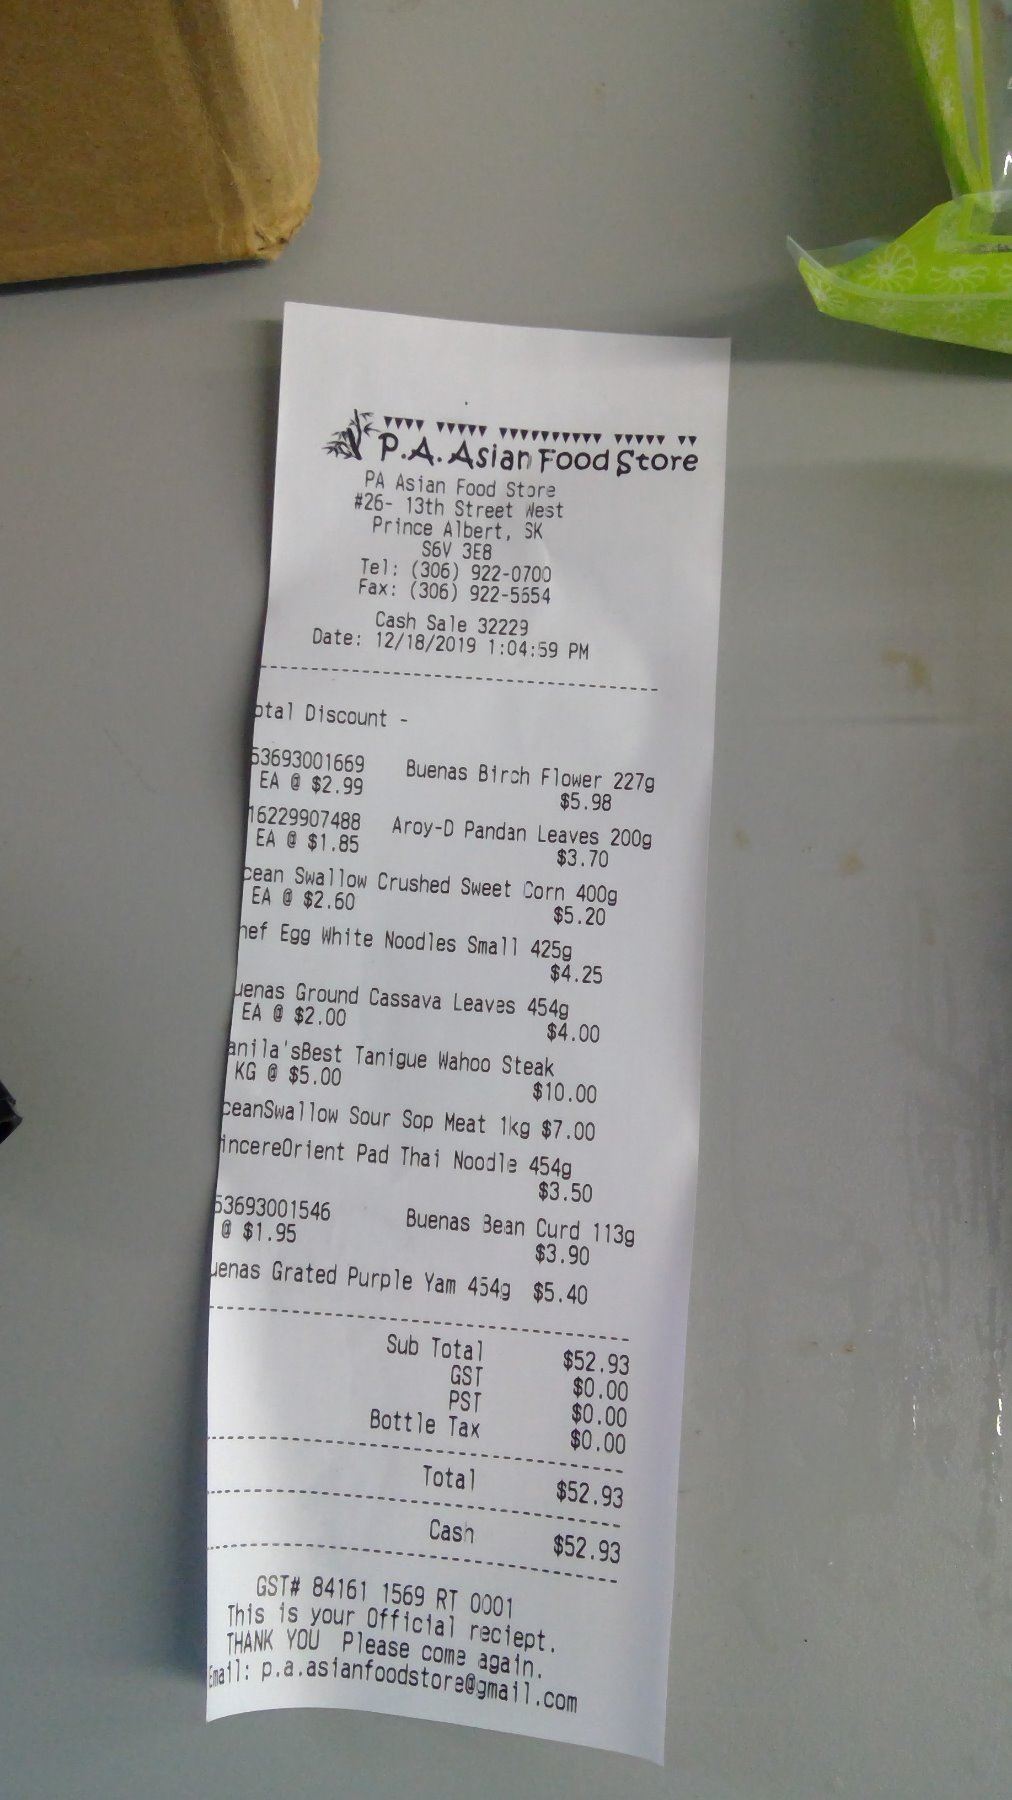 P.A. Asian Food Store
PA Asian Food Store
#26- 13th Street West
Prince Albert, SK
S6V 3E8
Tel: (306) 922-0700
Fax: (306) 922-5654
Cash Sale 32229
Date: 12/18/2019 1:04:59 PM
otal Discount -
53693001669 Buenas Birch Flower 227g
EA @ $2.99 $5.98
16229907488 Aroy-D Pandan Leaves 200g
EA @ $1.85 $3.70
cean Swallow Crushed Sweet Corn 400g
EA @ $2.60 $5.20
hef Egg White Noodles Small 425g
$4.25
uenas Ground Cassava Leaves 454g
EA @ $2.00 $4.00
anila'sBest Tanigue Wahoo Steak
KG @ $5.00 $10.00
ceanSwallow Sour Sop Meat 1kg $7.00
incereOrient Pad Thai Noodle 454g
$3.50
53693001546 Buenas Bean Curd 113g
@ $1.95 $3.90
uenas Grated Purple Yam 454g $5.40
Sub Total $52.93
GST $0.00
PST $0.00
Bottle Tax $0.00
Total $52.93
Cash $52.93
GST# 84161 1569 RT 0001
This is your Official reciept.
THANK YOU Please come again.
Email: p.a.asianfoodstore@gmail.com